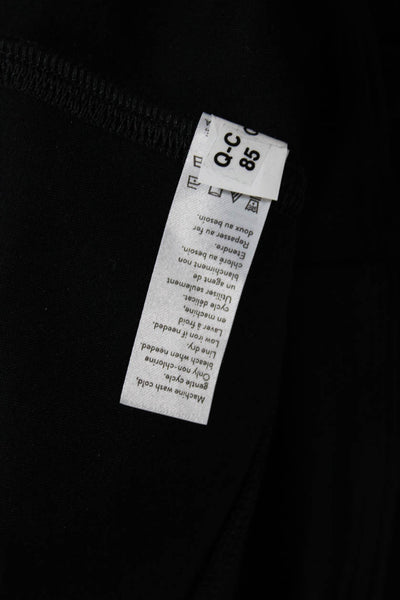 Machine wash cold,
gentle cycle.
Only non-chlorine
bleach when needed.
Line dry.
Low iron if needed.
Laver à froid
en machine,
cycle délicat.
Utiliser seulement
un agent de
blanchiment non
chloré au besoin.
Étendre.
Repasser au fer
doux au besoin.
Q-C
85